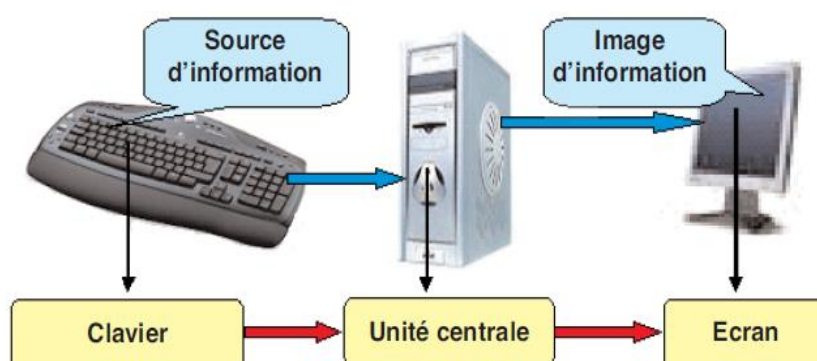 Source
d'information
Image
d'information
Clavier
Unité centrale
Ecran